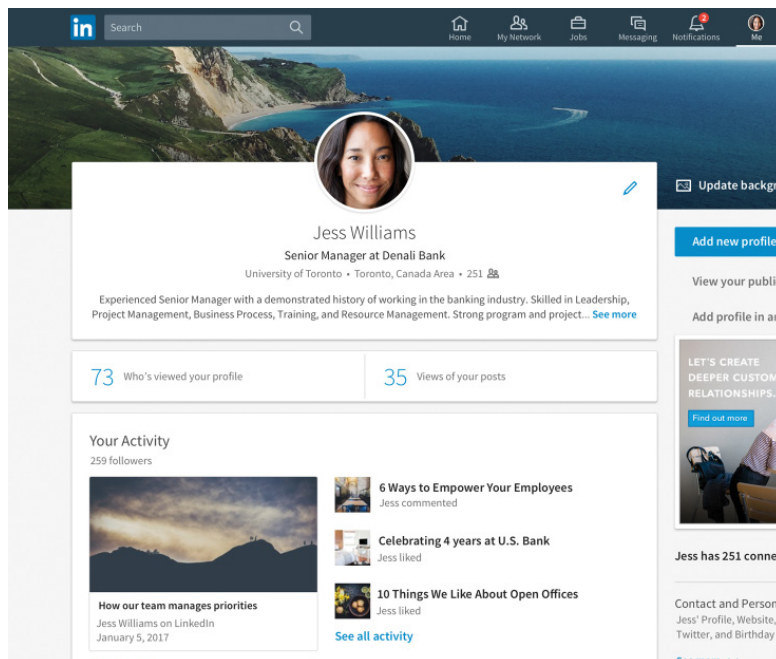 in
Search
Home
My Network
Jobs
Messaging
2
Notifications
Me
Update backgr
Jess Williams
Senior Manager at Denali Bank
University of Toronto • Toronto, Canada Area • 251
Experienced Senior Manager with a demonstrated history of working in the banking industry. Skilled in Leadership,
Project Management, Business Process, Training, and Resource Management. Strong program and project... See more
73 Who's viewed your profile
35 Views of your posts
Your Activity
259 followers
How our team manages priorities
Jess Williams on LinkedIn
January 5, 2017
6 Ways to Empower Your Employees
Jess commented
Celebrating 4 years at U.S. Bank
Jess liked
10 Things We Like About Open Offices
Jess liked
See all activity
Add new profile
View your publi
Add profile in a
LET'S CREATE
DEEPER CUSTOM
RELATIONSHIPS.
Find out more
Jess has 251 conne
Contact and Person
Jess' Profile, Website,
Twitter, and Birthday